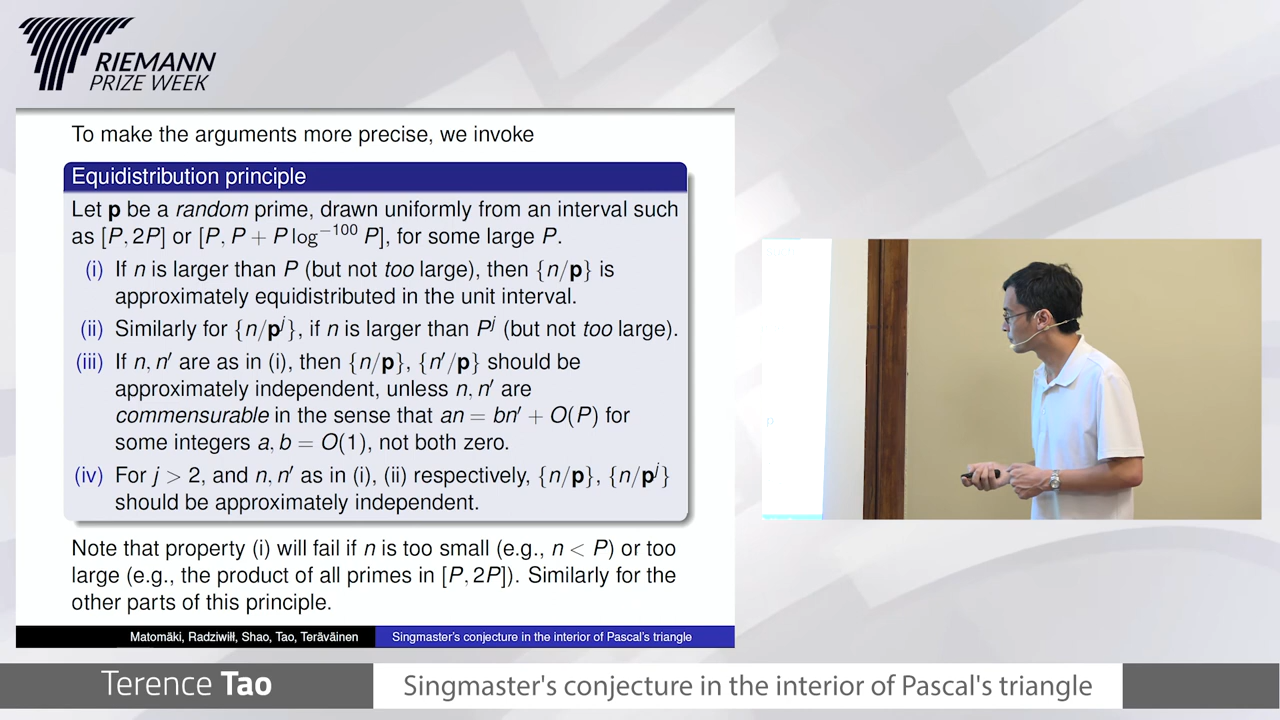 RIEMANN
PRIZE WEEK
To make the arguments more precise, we invoke
Equidistribution principle
Let p be a random prime, drawn uniformly from an interval such
as [P, 2P] or [P, P + P log⁻¹⁰⁰ P], for some large P.
(i) If n is larger than P (but not too large), then {n/p} is
approximately equidistributed in the unit interval.
(ii) Similarly for {n/pʲ}, if n is larger than Pʲ (but not too large).
(iii) If n, n′ are as in (i), then {n/p}, {n′/p} should be
approximately independent, unless n, n′ are
commensurable in the sense that an = bn′ + O(P) for
some integers a, b = O(1), not both zero.
(iv) For j > 2, and n, n′ as in (i), (ii) respectively, {n/p}, {n/pʲ}
should be approximately independent.
Note that property (i) will fail if n is too small (e.g., n < P) or too
large (e.g., the product of all primes in [P, 2P]). Similarly for the
other parts of this principle.
Matomäki, Radziwiłł, Shao, Tao, Teräväinen Singmaster's conjecture in the interior of Pascal's triangle
Terence Tao Singmaster's conjecture in the interior of Pascal's triangle